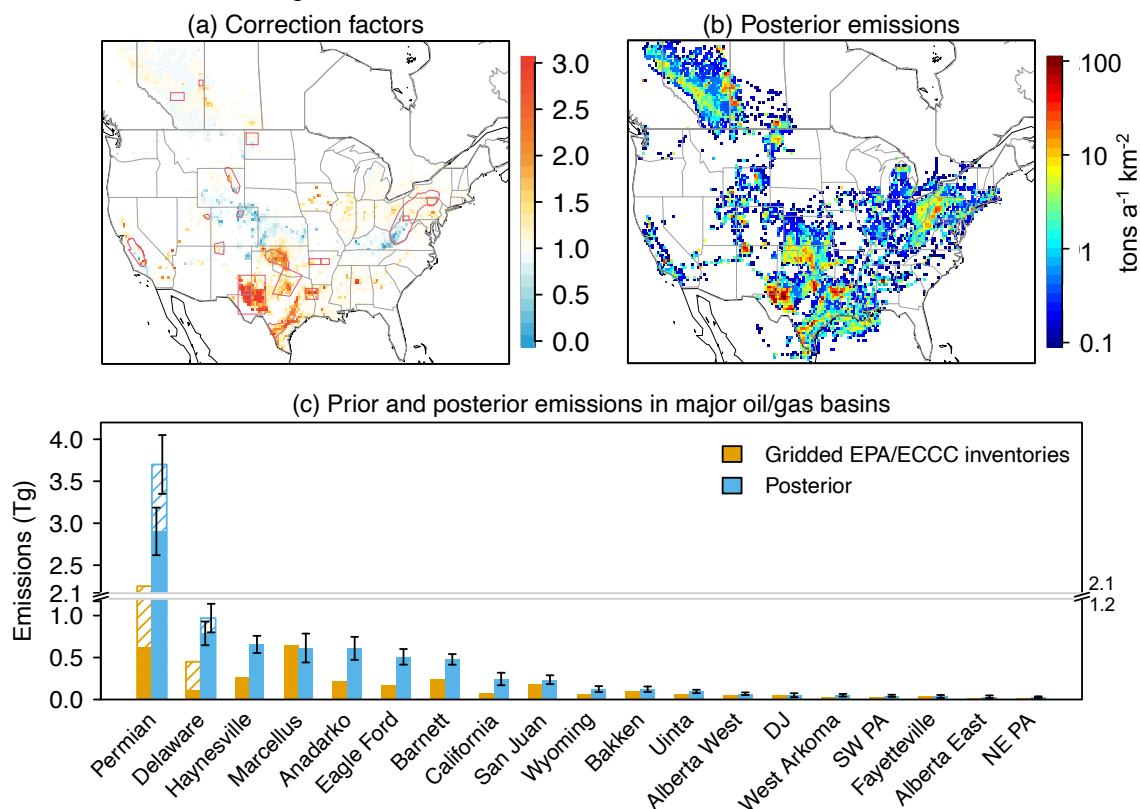 (a) Correction factors
(b) Posterior emissions
3.0
2.5
2.0
1.5
1.0
0.5
0.0
100
10
1
0.1
tons a-1 km-2
(c) Prior and posterior emissions in major oil/gas basins
Emissions (Tg)
4.0
3.5
3.0
2.5
2.1
1.0
0.5
0.0
2.1
1.2
Gridded EPA/ECCC inventories
Posterior
Permian
Delaware
Haynesville
Marcellus
Anadarko
Eagle Ford
Barnett
California
San Juan
Wyoming
Bakken
Uinta
Alberta West
DJ
West Arkoma
SW PA
Fayetteville
Alberta East
NE PA